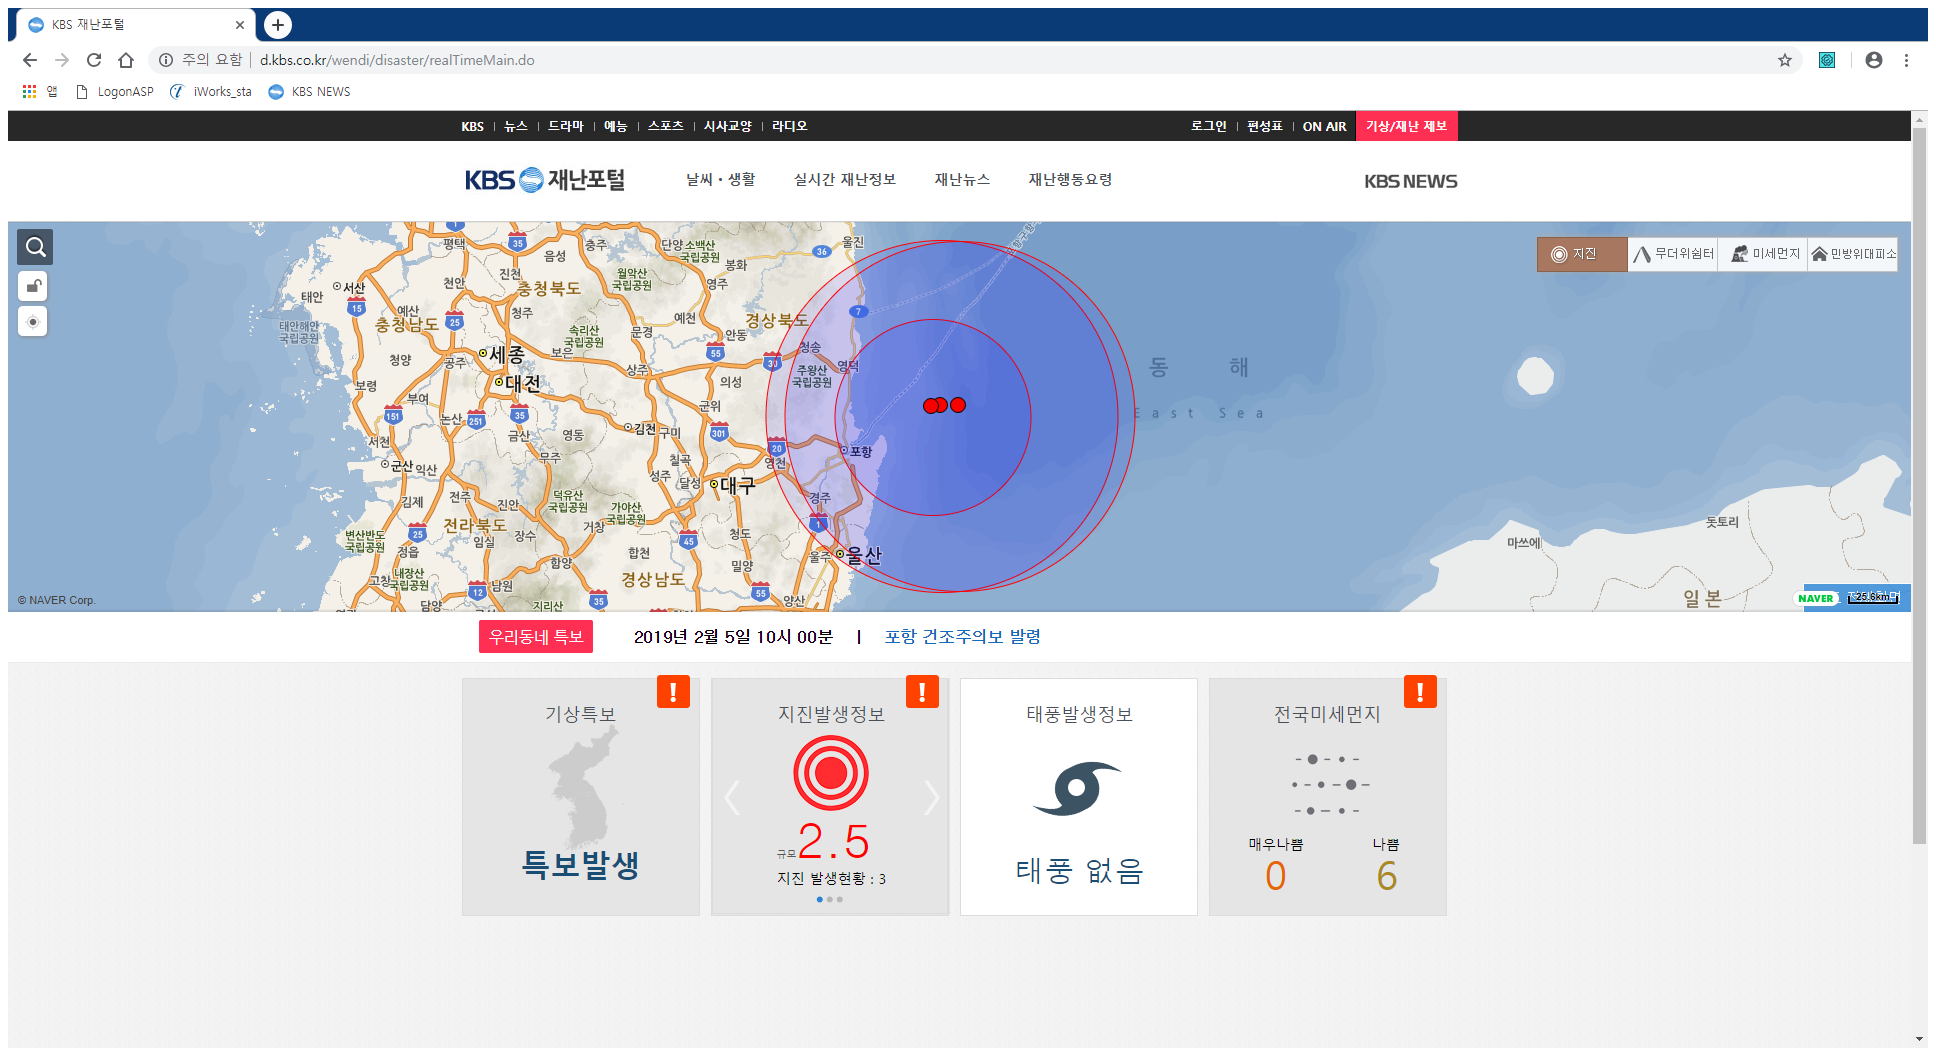 KBS 재난포털
주의 요함 | d.kbs.co.kr/wendi/disaster/realTimeMain.do
앱 LogonASP iWorks_sta KBS NEWS
KBS 뉴스 드라마 예능 스포츠 시사교양 라디오 로그인 편성표 ON AIR 기상/재난 제보
KBS 재난포털 날씨・생활 실시간 재난정보 재난뉴스 재난행동요령 KBS NEWS
지진 무더위쉼터 미세먼지 민방위대피소
평택 35 충주 단양 소백산 국립공원 36 울진
음성 봉화
진천 월악산 국립공원
태안 서산 천안 충청북도 영주
15 예산 청주 7
태안해안 국립공원 충청남도 25 속리산 국립공원 문경 예천 경상북도 안동
청양 공주 세종 보은 55 30 청송
상주 주왕산 국립공원 영덕 동해
보령 대전 의성
부여 군위
151 논산 251 35 East Sea
서천 금산 영동 김천 구미 301
20 포항
군산 익산 무주 칠곡 영천
성주 달성 대구
김제 전주 진안 덕유산 국립공원 가야산 국립공원 경주
전라북도 거창 1 돗토리
변산반도 국립공원 25 임실 장수 청도 45 마쓰에
정읍 합천 울주 울산
고창 내장산 국립공원 함양 경상남도 밀양
12 남원 55 일본
담양 지리산 35 양산
© NAVER Corp. NAVER 25.6km
우리동네 특보 2019년 2월 5일 10시 00분 | 포항 건조주의보 발령
기상특보
특보발생
지진발생정보
규모 2.5
지진 발생현황 : 3
태풍발생정보
태풍 없음
전국미세먼지
매우나쁨 나쁨
0 6